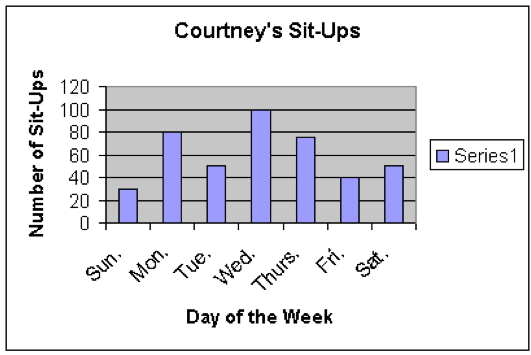 Courtney's Sit-Ups
Number of Sit-Ups
120
100
80
60
40
20
0
Sun.
Mon.
Tue.
Wed.
Thurs.
Fri.
Sat.
Day of the Week
Series1